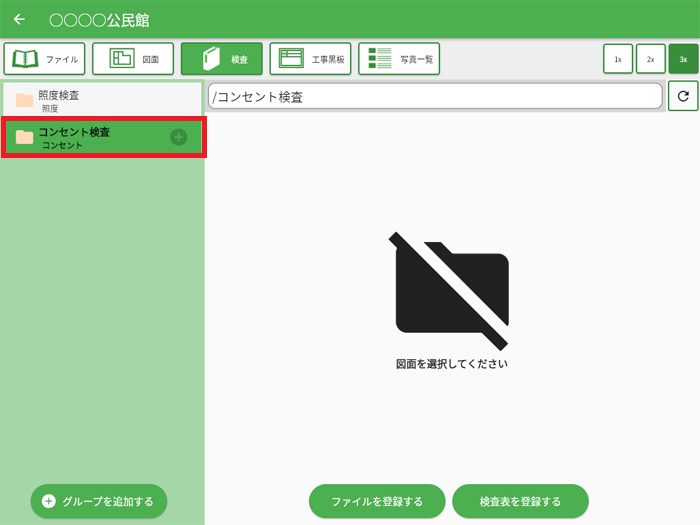 ○○○○公民館
ファイル
図面
検査
工事黒板
写真一覧
1x
2x
3x
照度検査
照度
/コンセント検査
コンセント検査
コンセント
図面を選択してください
グループを追加する
ファイルを登録する
検査表を登録する